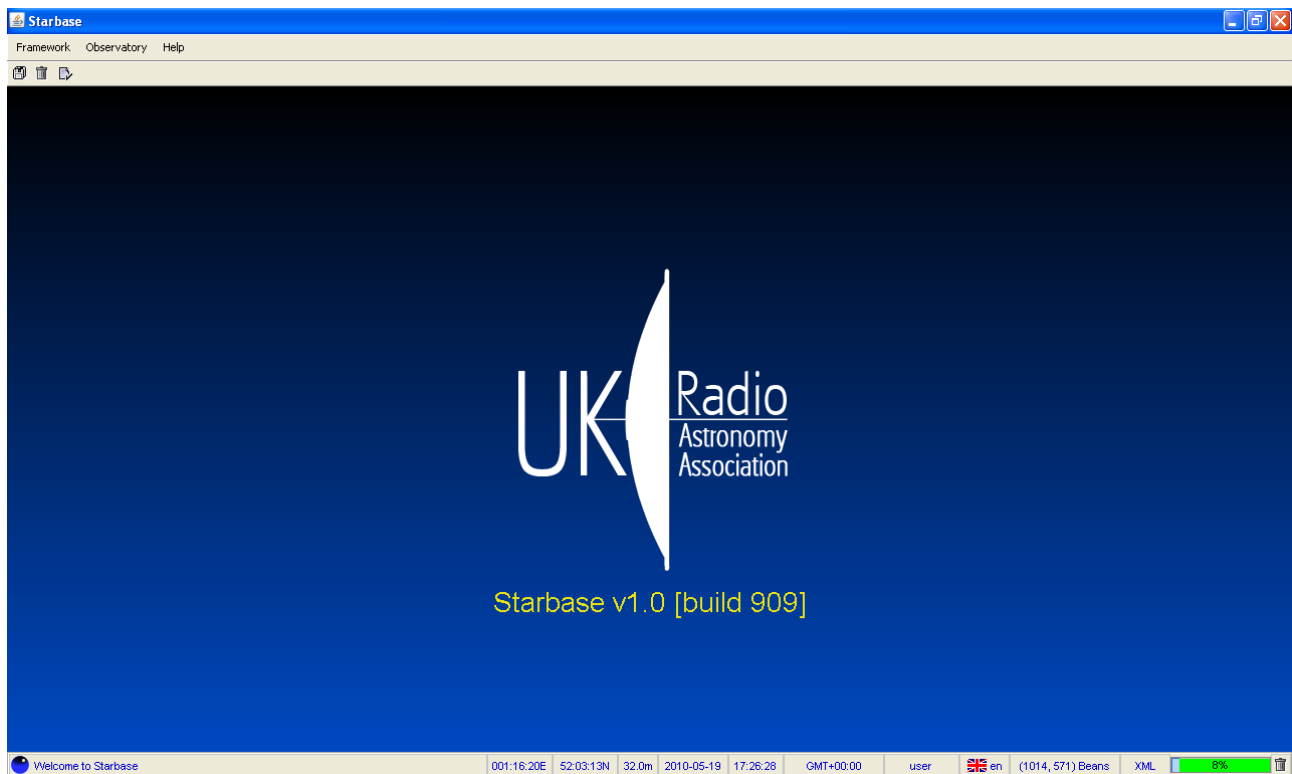 Starbase
Framework Observatory Help
UK Radio
Astronomy
Association
Starbase v1.0 [build 909]
Welcome to Starbase 001:16:20E 52:03:13N 32.0m 2010-05-19 17:26:28 GMT+00:00 user en (1014, 571) Beans XML 8%